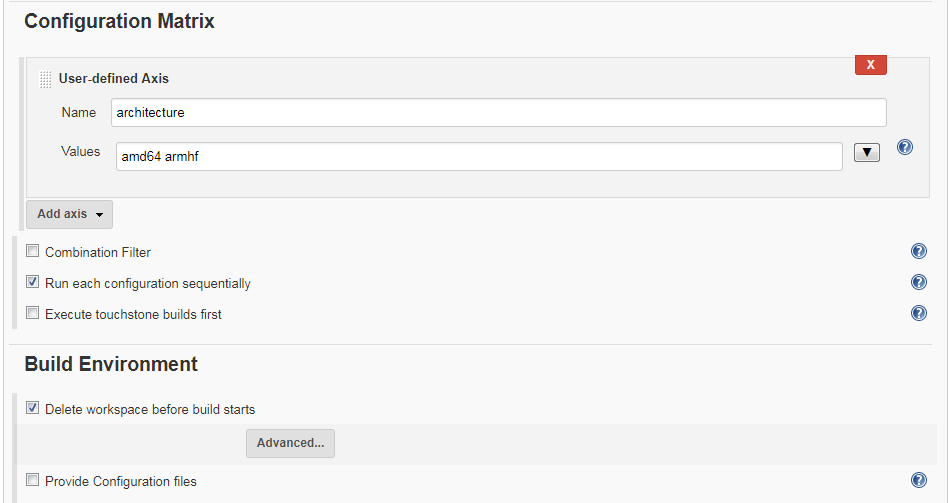 Configuration Matrix
X
User-defined Axis
Name architecture
Values amd64 armhf ▼ ?
Add axis ▼
Combination Filter ?
Run each configuration sequentially ?
Execute touchstone builds first ?
Build Environment
Delete workspace before build starts
Advanced...
Provide Configuration files ?